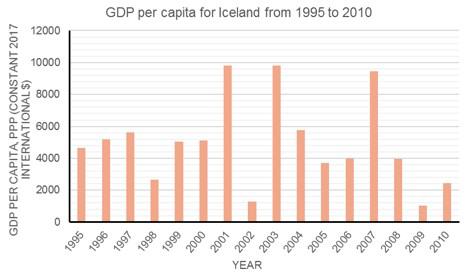 GDP per capita for Iceland from 1995 to 2010
GDP PER CAPITA, PPP (CONSTANT 2017
INTERNATIONAL$)
12000
10000
8000
6000
4000
2000
0
1995 1996 1997 1998 1999 2000 2001 2002 2003 2004 2005 2006 2007 2008 2009 2010
YEAR